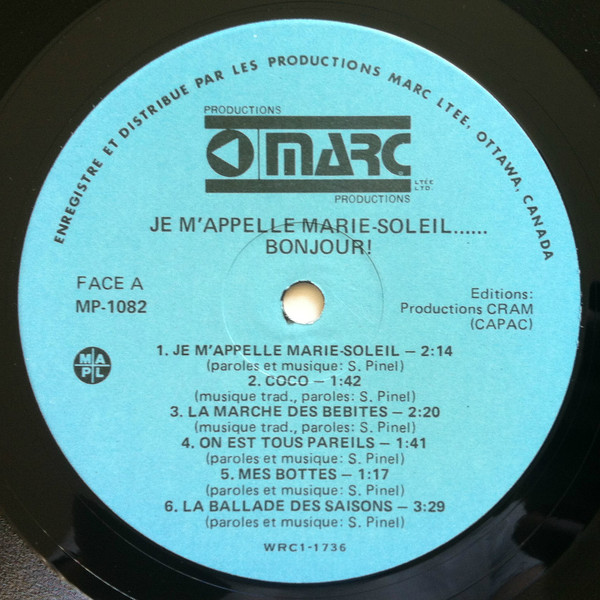 ENREGISTRE ET DISTRIBUE PAR LES PRODUCTIONS MARC LTEE, OTTAWA, CANADA
PRODUCTIONS
MARC
LTÉE
LTD.
PRODUCTIONS
JE M'APPELLE MARIE-SOLEIL......
BONJOUR!
FACE A
MP-1082
Editions:
Productions CRAM
(CAPAC)
MAPL
1. JE M'APPELLE MARIE-SOLEIL – 2:14
(paroles et musique: S. Pinel)
2. COCO – 1:42
(musique trad., paroles: S. Pinel)
3. LA MARCHE DES BEBITES – 2:20
(musique trad., paroles: S. Pinel)
4. ON EST TOUS PAREILS – 1:41
(paroles et musique: S. Pinel)
5. MES BOTTES – 1:17
(paroles et musique: S. Pinel)
6. LA BALLADE DES SAISONS – 3:29
(paroles et musique: S. Pinel)
WRC1-1736